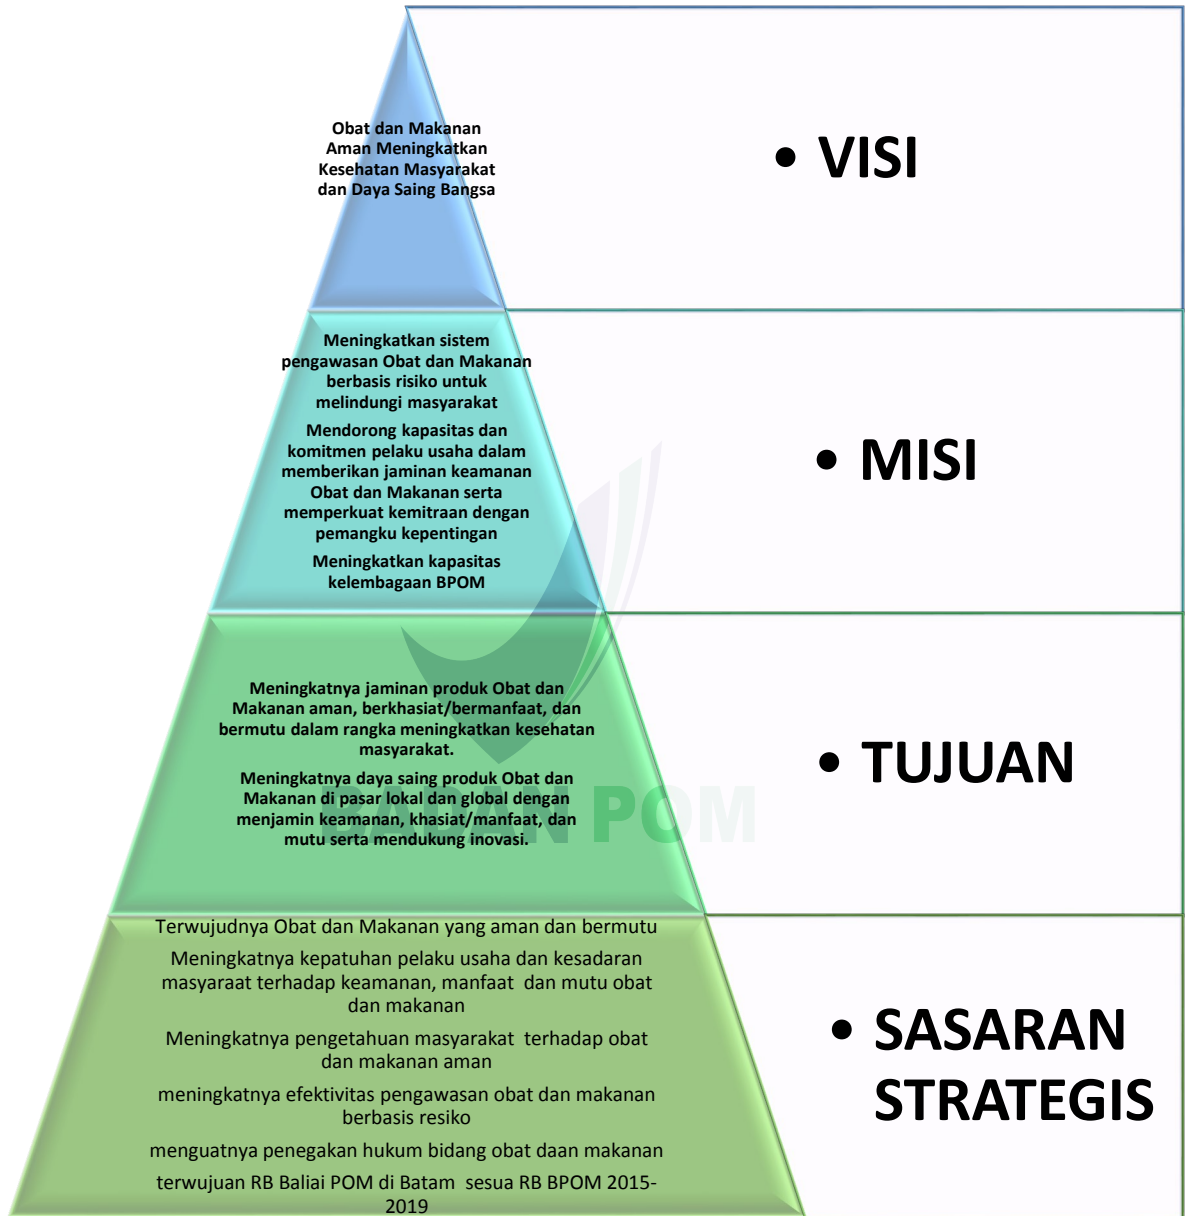 Obat dan Makanan
Aman Meningkatkan
Kesehatan Masyarakat
dan Daya Saing Bangsa
• VISI
Meningkatkan sistem
pengawasan Obat dan Makanan
berbasis risiko untuk
melindungi masyarakat
Mendorong kapasitas dan
komitmen pelaku usaha dalam
memberikan jaminan keamanan
Obat dan Makanan serta
memperkuat kemitraan dengan
pemangku kepentingan
Meningkatkan kapasitas
kelembagaan BPOM
• MISI
Meningkatnya jaminan produk Obat dan
Makanan aman, berkhasiat/bermanfaat, dan
bermutu dalam rangka meningkatkan kesehatan
masyarakat.
Meningkatnya daya saing produk Obat dan
Makanan di pasar lokal dan global dengan
menjamin keamanan, khasiat/manfaat, dan
mutu serta mendukung inovasi.
• TUJUAN
BADAN POM
Terwujudnya Obat dan Makanan yang aman dan bermutu
Meningkatnya kepatuhan pelaku usaha dan kesadaran
masyaraat terhadap keamanan, manfaat dan mutu obat
dan makanan
Meningkatnya pengetahuan masyarakat terhadap obat
dan makanan aman
meningkatnya efektivitas pengawasan obat dan makanan
berbasis resiko
menguatnya penegakan hukum bidang obat daan makanan
terwujuan RB Baliai POM di Batam sesua RB BPOM 2015-
2019
• SASARAN
STRATEGIS